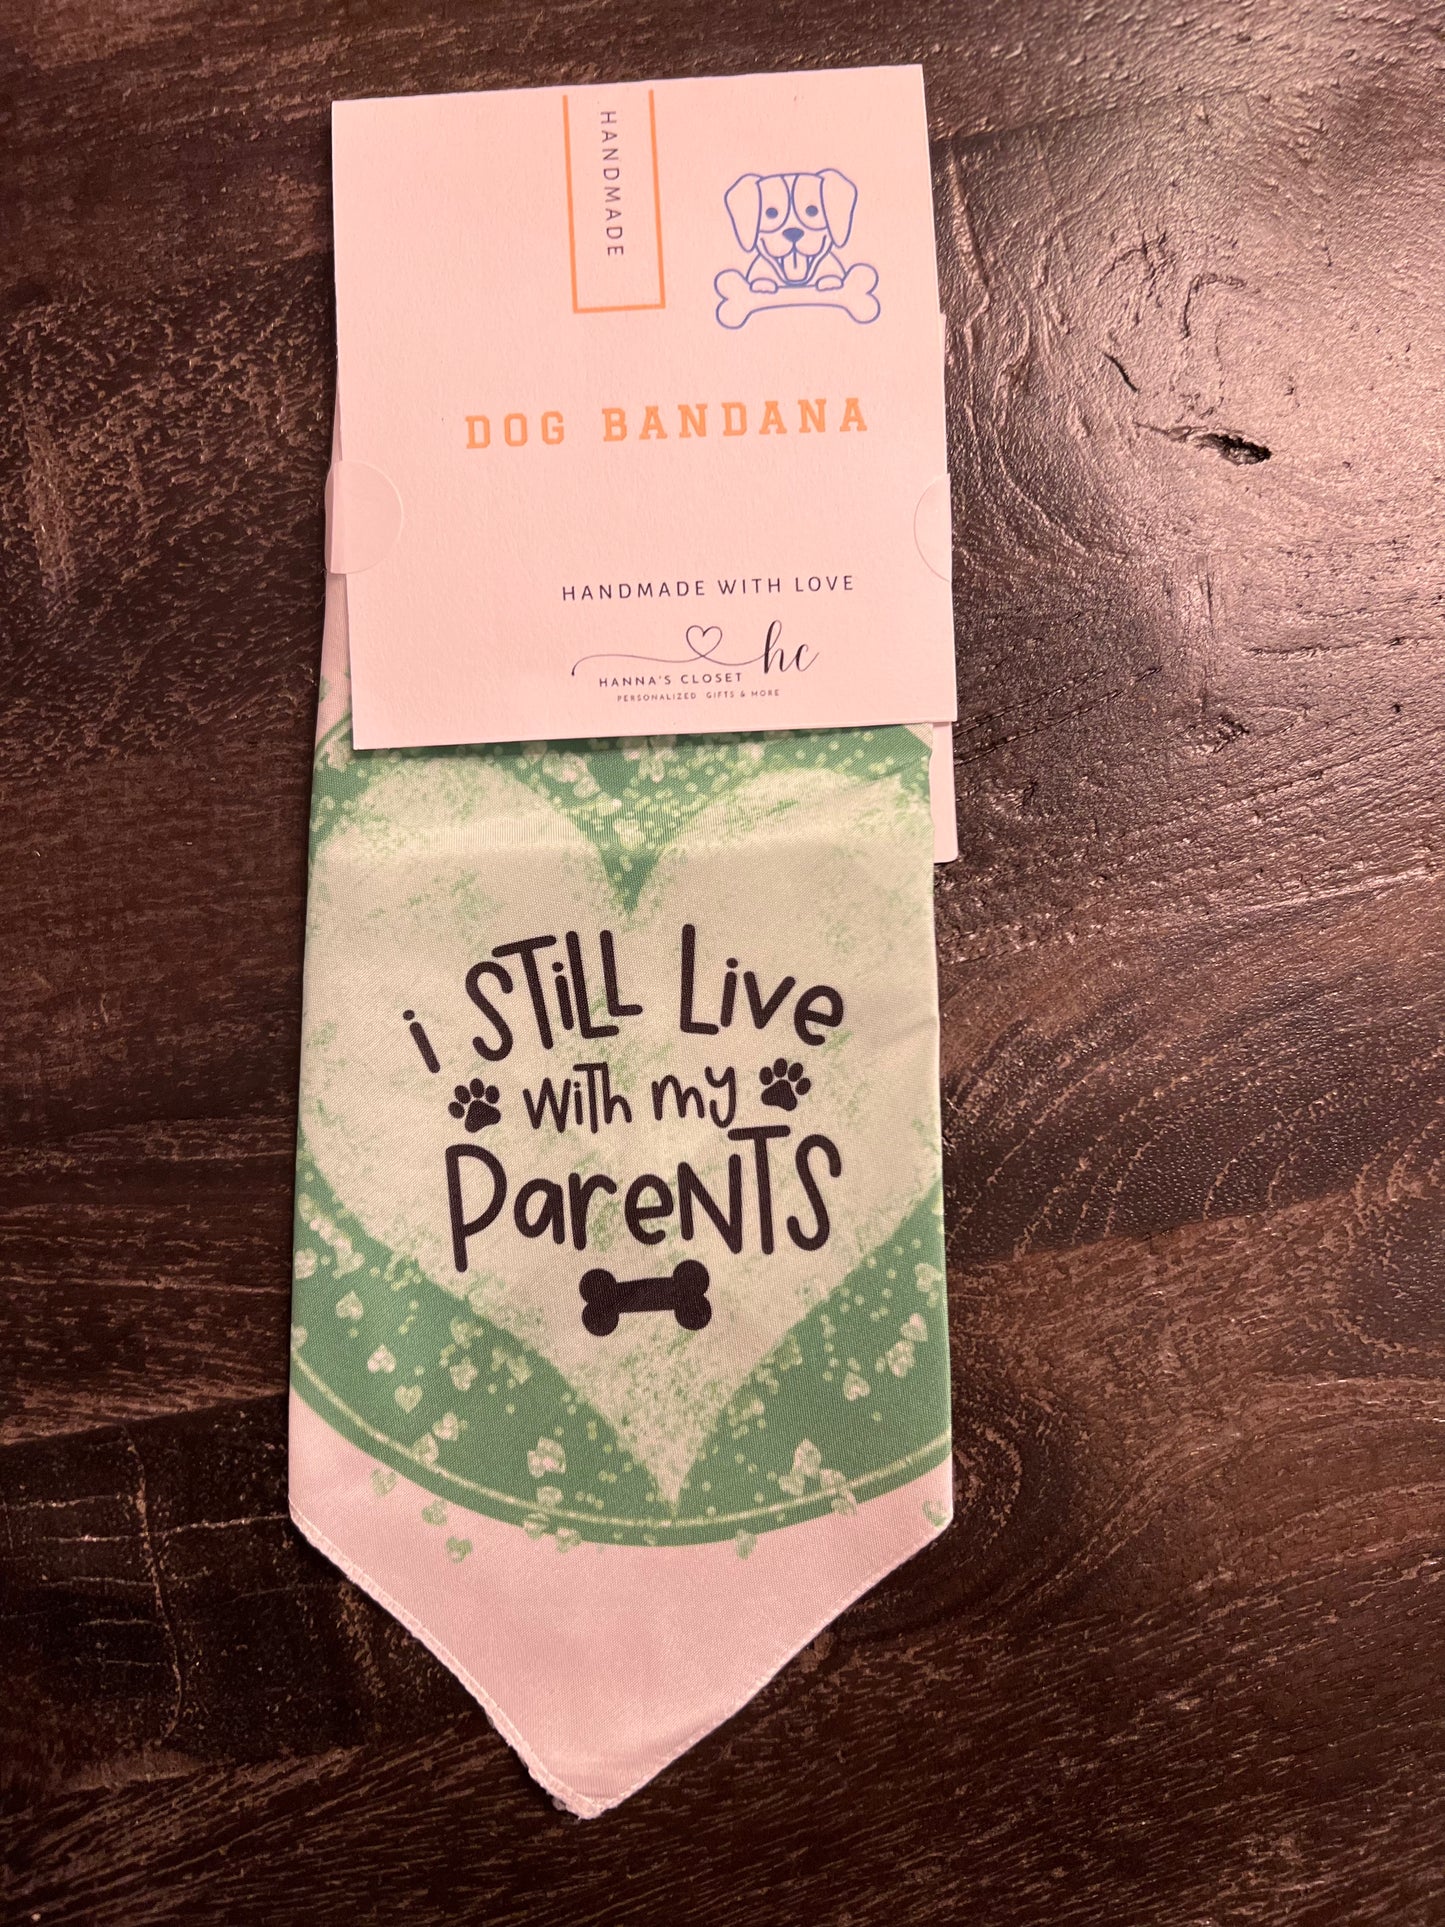 HANDMADE
DOG BANDANA
HANDMADE WITH LOVE
hc
HANNA'S CLOSET
PERSONALIZED GIFTS & MORE
i STiLL Live
with my
PareNTS